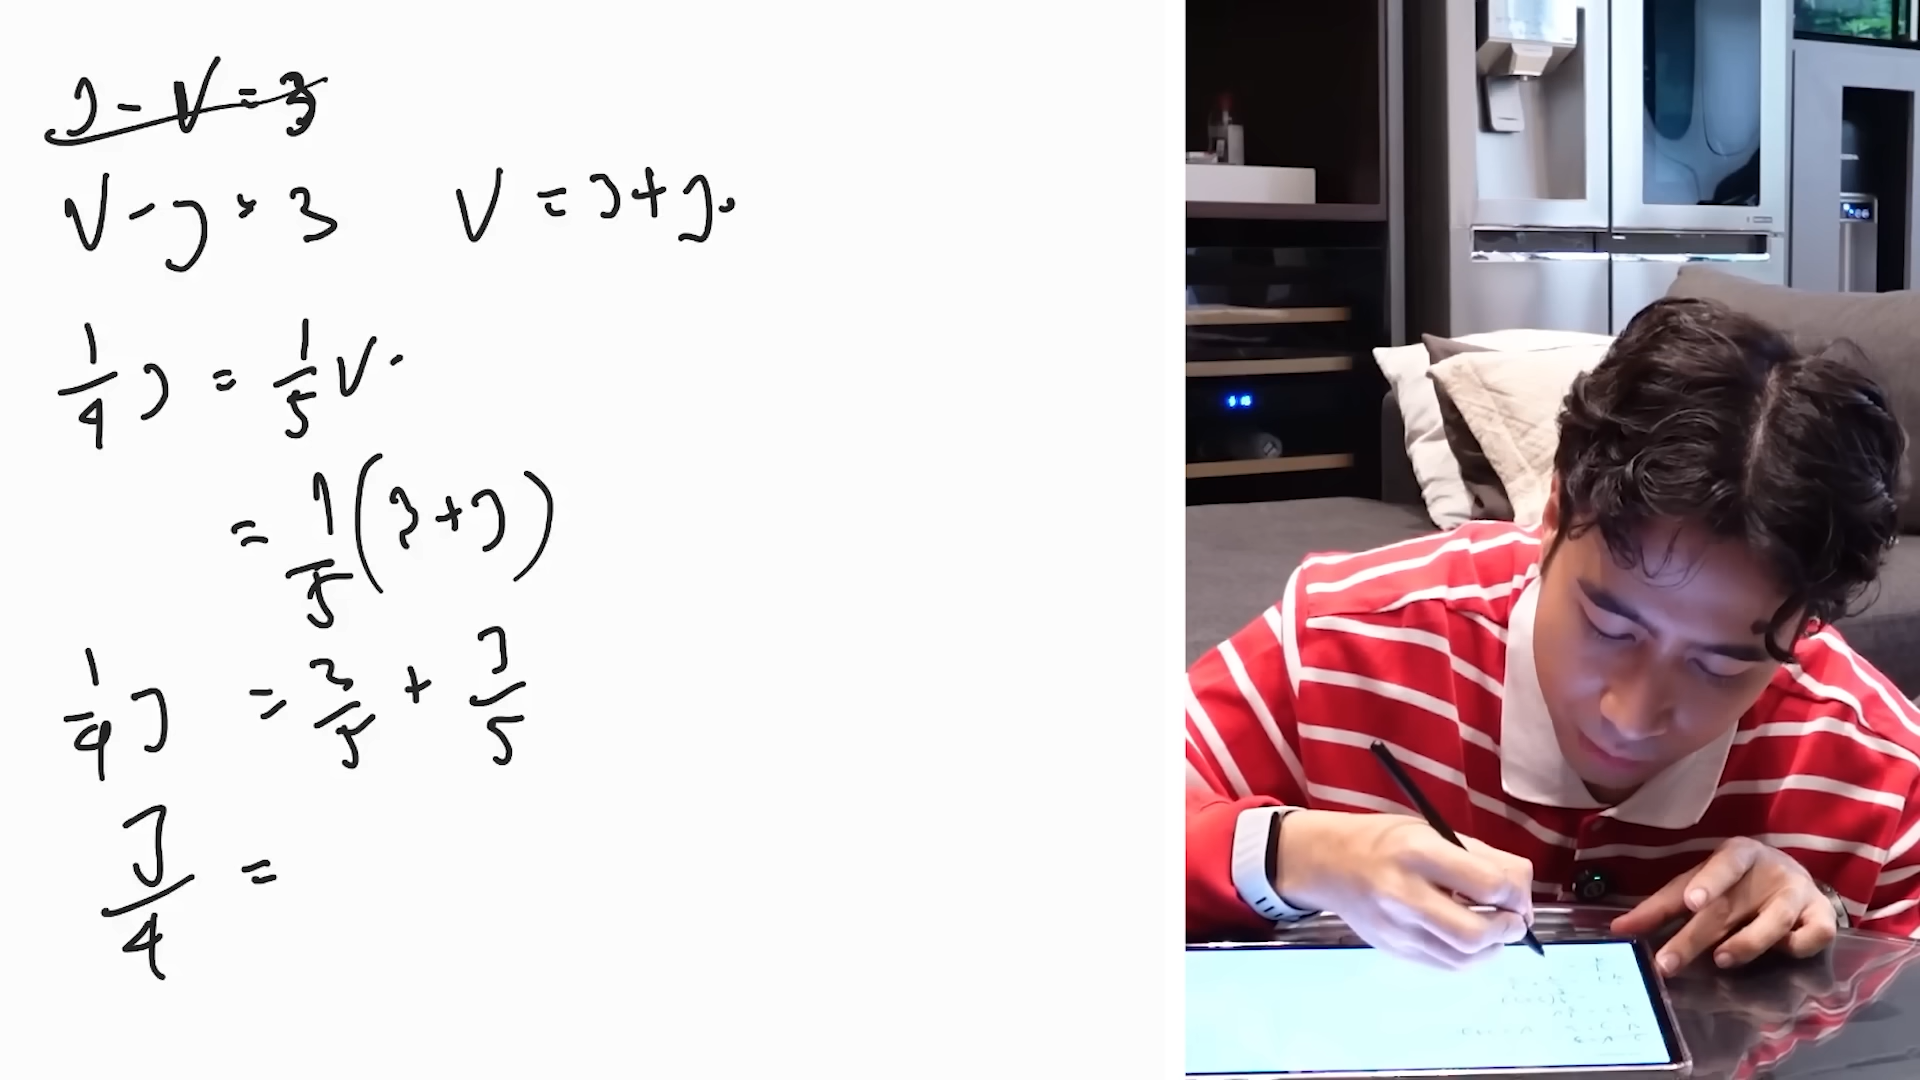 J - V = 3
V - J = 3 V = 3 + J.
1/4 J = 1/5 V.
= 1/5 (3 + J)
1/4 J = 3/5 + J/5
J/4 =